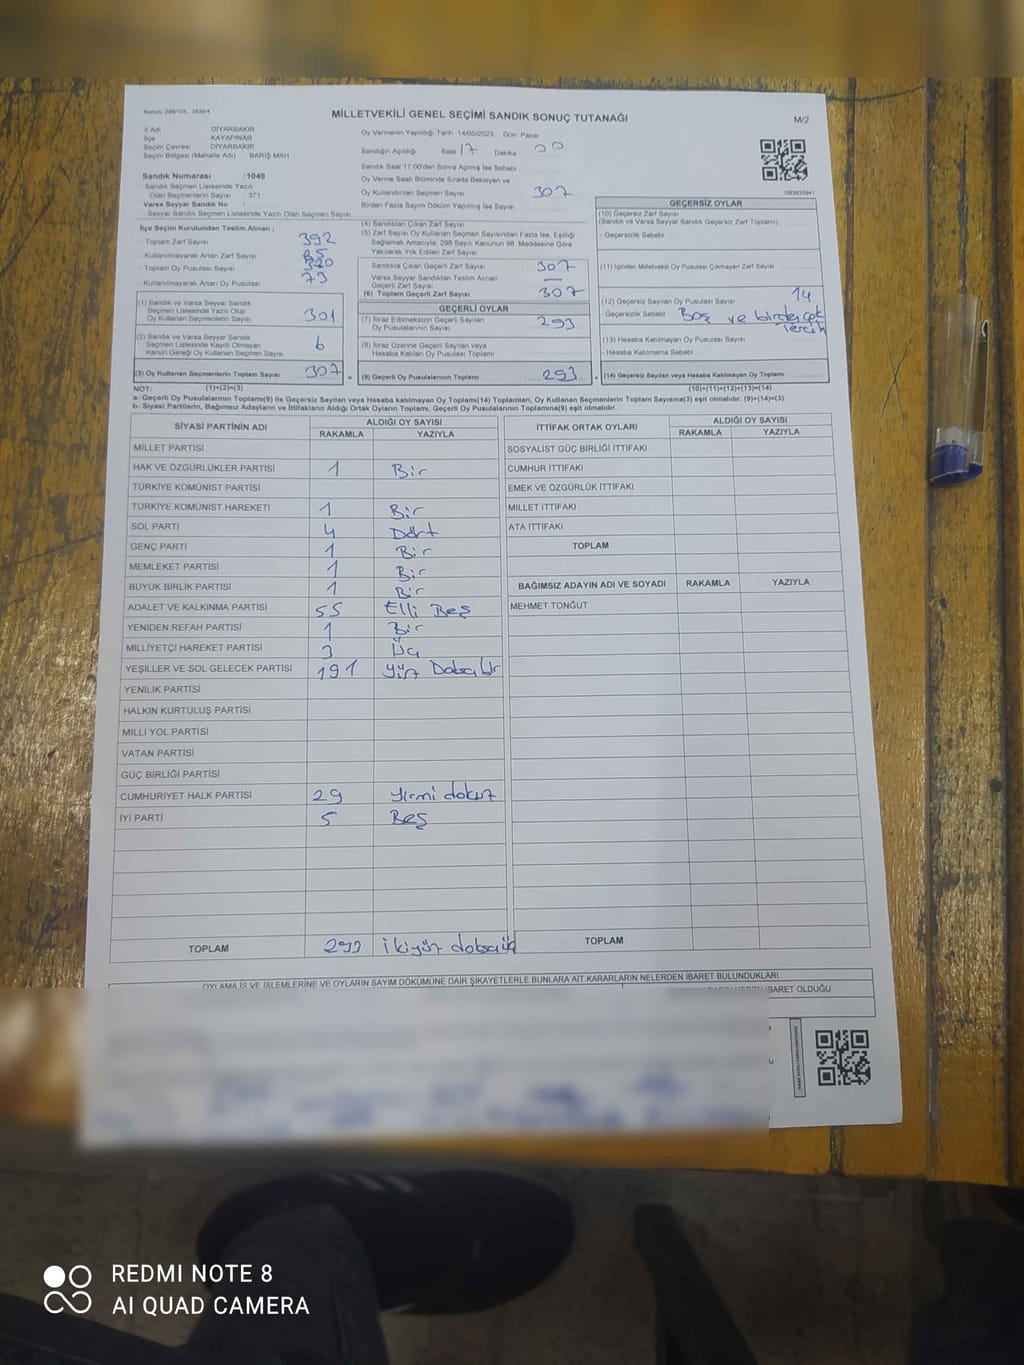 Kanun: 298/105 , 2839/4
MİLLETVEKİLİ GENEL SEÇİMİ SANDIK SONUÇ TUTANAĞI
M/2
İl Adı DİYARBAKIR
İlçe KAYAPINAR
Seçim Çevresi DİYARBAKIR
Seçim Bölgesi (Mahalle Adı) BARIŞ MAH
Sandık Numarası :1049
- Sandık Seçmen Listesinde Yazılı
Olan Seçmenlerin Sayısı : 371
Varsa Seyyar Sandık No :
- Seyyar Sandık Seçmen Listesinde Yazılı Olan Seçmen Sayısı:
Oy Vermenin Yapıldığı Tarih 14/05/2023 Gün: Pazar
Sandığın Açıldığı Saat 17 Dakika : 00
Sandık Saat 17:00'den Sonra Açılmış İse Sebebi
Oy Verme Saati Bitiminde Sırada Bekleyen ve
Oy Kullandırılan Seçmen Sayısı 307
Birden Fazla Sayım Döküm Yapılmış İse Sayısı
İlçe Seçim Kurulundan Teslim Alınan ;
- Toplam Zarf Sayısı 392
- Kullanılmayarak Artan Zarf Sayısı 85
- Toplam Oy Pusulası Sayısı
- Kullanılmayarak Artan Oy Pusulası 73
(1) Sandık ve Varsa Seyyar Sandık
Seçmen Listesinde Yazılı Olup
Oy Kullanan Seçmenlerin Sayısı 301
(2) Sandık ve Varsa Seyyar Sandık
Seçmen Listesinde Kayıtlı Olmayan
Kanun Gereği Oy Kullanan Seçmen Sayısı 6
(3) Oy Kullanan Seçmenlerin Toplam Sayısı 307
(4) Sandıktan Çıkan Zarf Sayısı
(5) Zarf Sayısı Oy Kullanan Seçmen Sayısından Fazla İse, Eşitliği
Sağlamak Amacıyla, 298 Sayılı Kanunun 98. Maddesine Göre
Yakılarak Yok Edilen Zarf Sayısı
Sandıkta Çıkan Geçerli Zarf Sayısı 307
Varsa Seyyar Sandıktan Teslim Alınan
Geçerli Zarf Sayısı —
(6) Toplam Geçerli Zarf Sayısı 307
GEÇERLİ OYLAR
(7) İtiraz Edilmeksizin Geçerli Sayılan
Oy Pusulalarının Sayısı 293
(8) İtiraz Üzerine Geçerli Sayılan veya
Hesaba Katılan Oy Pusulası Toplamı
= (9) Geçerli Oy Pusulalarının Toplamı 293 +
1083835941
GEÇERSİZ OYLAR
(10) Geçersiz Zarf Sayısı
(Sandık ve Varsa Seyyar Sandık Geçersiz Zarf Toplamı)
- Geçersizlik Sebebi
(11) İçinden Milletvekili Oy Pusulası Çıkmayan Zarf Sayısı
(12) Geçersiz Sayılan Oy Pusulası Sayısı 14
- Geçersizlik Sebebi Boş ve birden çok
Tercih
(13) Hesaba Katılmayan Oy Pusulası Sayısı
- Hesaba Katılmama Sebebi
(14) Geçersiz Sayılan veya Hesaba Katılmayan Oy Toplamı
NOT: (1)+(2)=(3) (10)+(11)+(12)+(13)=(14)
a- Geçerli Oy Pusulalarının Toplamı(9) ile Geçersiz Sayılan veya Hesaba katılmayan Oy Toplamı(14) Toplamları, Oy Kullanan Seçmenlerin Toplam Sayısına(3) eşit olmalıdır. (9)+(14)=(3)
b- Siyasi Partilerin, Bağımsız Adayların ve İttifakların Aldığı Ortak Oyların Toplamı, Geçerli Oy Pusulalarının Toplamına(9) eşit olmalıdır.
SİYASİ PARTİNİN ADI ALDIĞI OY SAYISI
RAKAMLA YAZIYLA
MİLLET PARTİSİ
HAK VE ÖZGÜRLÜKLER PARTİSİ 1 Bir
TÜRKİYE KOMÜNİST PARTİSİ
TÜRKİYE KOMÜNİST HAREKETİ 1 Bir
SOL PARTİ 4 Dört
GENÇ PARTİ 1 Bir
MEMLEKET PARTİSİ 1 Bir
BÜYÜK BİRLİK PARTİSİ 1 Bir
ADALET VE KALKINMA PARTİSİ 55 Elli Beş
YENİDEN REFAH PARTİSİ 1 Bir
MİLLİYETÇİ HAREKET PARTİSİ 3 Üç
YEŞİLLER VE SOL GELECEK PARTİSİ 191 Yüz
YENİLİK PARTİSİ
HALKIN KURTULUŞ PARTİSİ
MİLLİ YOL PARTİSİ
VATAN PARTİSİ
GÜÇ BİRLİĞİ PARTİSİ
CUMHURİYET HALK PARTİSİ 29 Yirmi dokuz
İYİ PARTİ 5 Beş
TOPLAM 293 ikiyüz
İTTİFAK ORTAK OYLARI ALDIĞI OY SAYISI
RAKAMLA YAZIYLA
SOSYALİST GÜÇ BİRLİĞİ İTTİFAKI
CUMHUR İTTİFAKI
EMEK VE ÖZGÜRLÜK İTTİFAKI
MİLLET İTTİFAKI
ATA İTTİFAKI
TOPLAM
BAĞIMSIZ ADAYIN ADI VE SOYADI RAKAMLA YAZIYLA
MEHMET TONĞUT
TOPLAM
OYLAMA İŞ VE İŞLEMLERİNE VE OYLARIN SAYIM DÖKÜMÜNE DAİR ŞİKAYETLERLE BUNLARA AİT KARARLARIN NELERDEN İBARET BULUNDUKLARI
İBARET OLDUĞU
REDMI NOTE 8
AI QUAD CAMERA